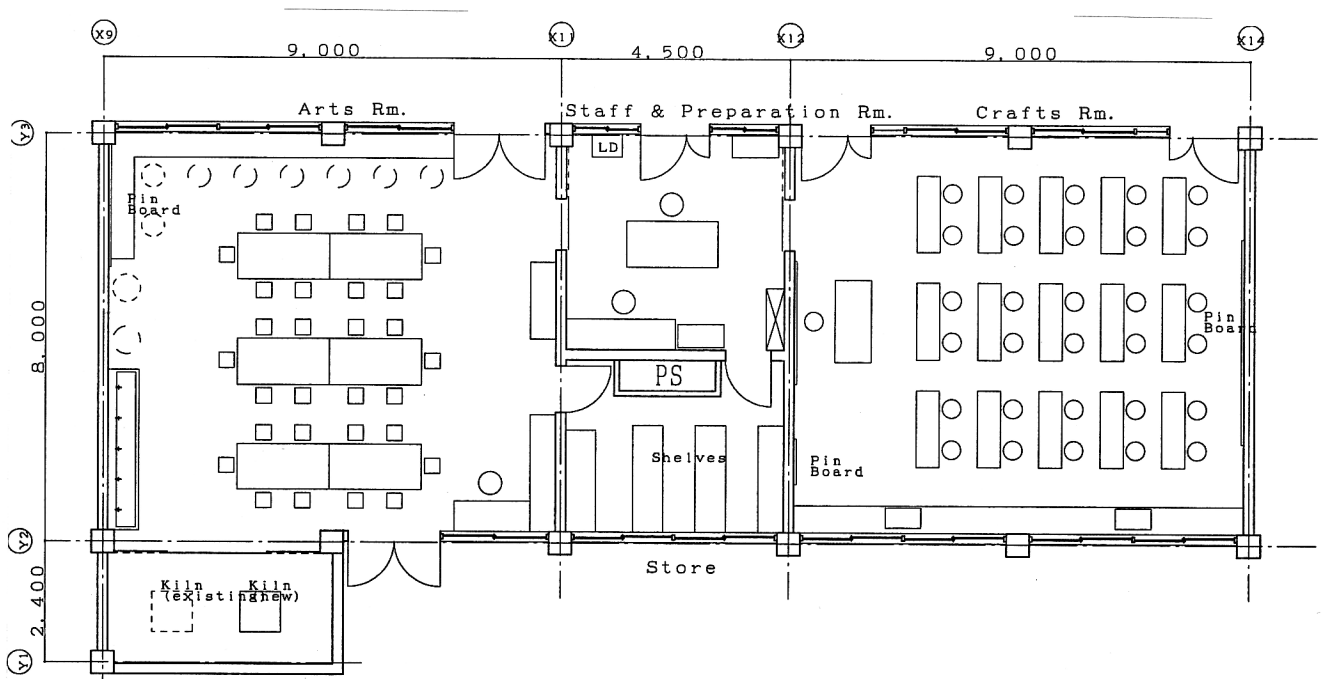 X9
X11
X12
X14
9,000
4,500
9,000
Arts Rm.
Staff & Preparation Rm.
Crafts Rm.
Y3
LD
Pin
Board
8,000
Pin
Board
PS
Shelves
Pin
Board
Y2
Store
2,400
Kiln
(existing
Kiln
new)
Y1